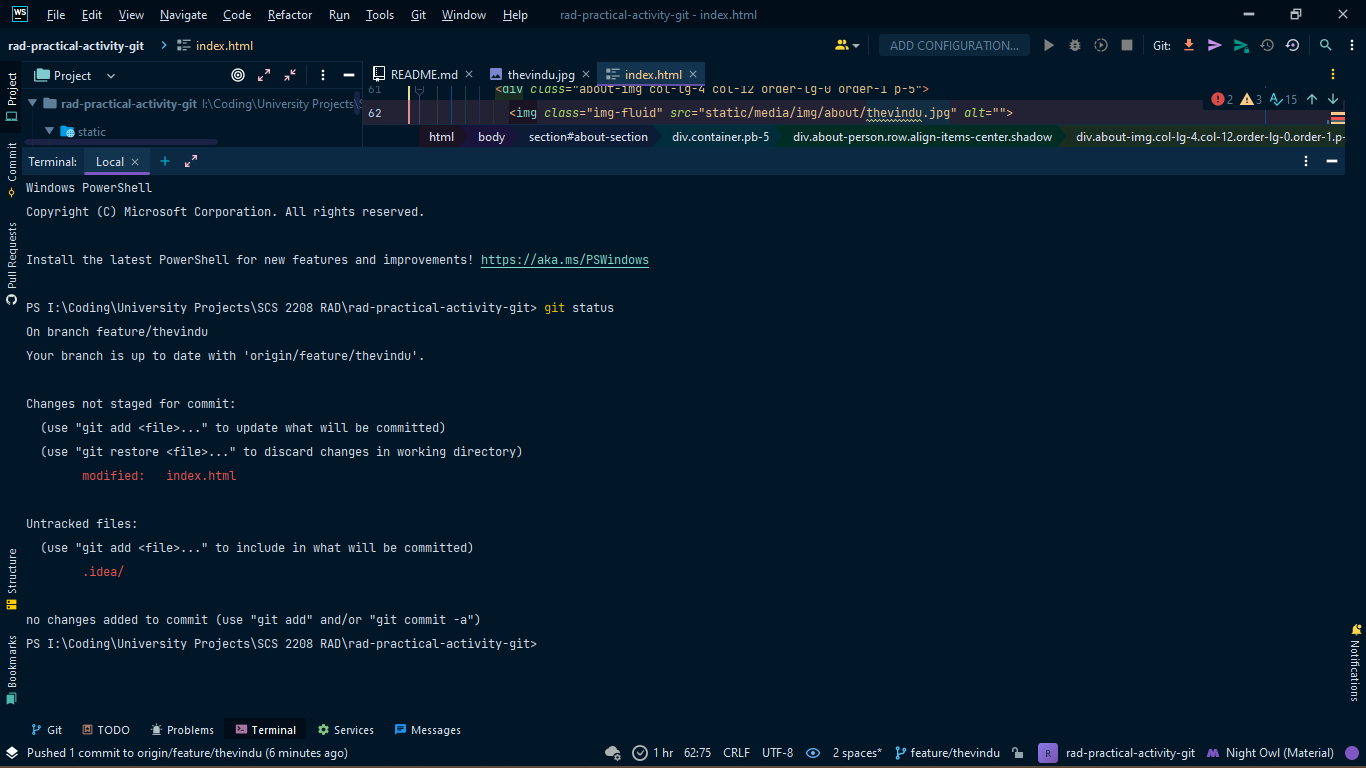 WS File Edit View Navigate Code Refactor Run Tools Git Window Help rad-practical-activity-git - index.html
rad-practical-activity-git index.html ADD CONFIGURATION... Git:
Project README.md thevindu.jpg index.html
61 <div class="about-img col-lg-4 col-12 order-lg-0 order-1 p-5">
rad-practical-activity-git I:\Coding\University Projects\S 2 3 15
62 <img class="img-fluid" src="static/media/img/about/thevindu.jpg" alt="">
static
html body section#about-section div.container.pb-5 div.about-person.row.align-items-center.shadow div.about-img.col-lg-4.col-12.order-lg-0.order-1.p-
Terminal: Local
Windows PowerShell
Copyright (C) Microsoft Corporation. All rights reserved.
Install the latest PowerShell for new features and improvements! https://aka.ms/PSWindows
PS I:\Coding\University Projects\SCS 2208 RAD\rad-practical-activity-git> git status
On branch feature/thevindu
Your branch is up to date with 'origin/feature/thevindu'.
Changes not staged for commit:
(use "git add <file>..." to update what will be committed)
(use "git restore <file>..." to discard changes in working directory)
modified: index.html
Untracked files:
(use "git add <file>..." to include in what will be committed)
.idea/
no changes added to commit (use "git add" and/or "git commit -a")
PS I:\Coding\University Projects\SCS 2208 RAD\rad-practical-activity-git>
Project
Commit
Pull Requests
Structure
Bookmarks
Notifications
Git TODO Problems Terminal Services Messages
Pushed 1 commit to origin/feature/thevindu (6 minutes ago) 1 hr 62:75 CRLF UTF-8 2 spaces* feature/thevindu R rad-practical-activity-git Night Owl (Material)